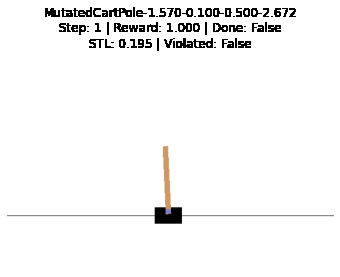 MutatedCartPole-1.570-0.100-0.500-2.672
Step: 1 | Reward: 1.000 | Done: False
STL: 0.195 | Violated: False